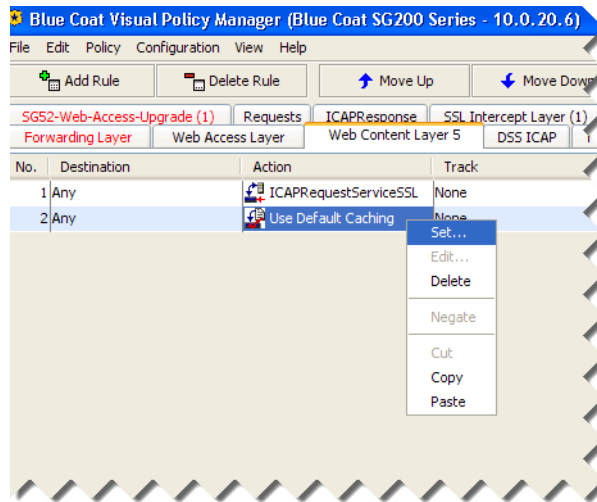 Blue Coat Visual Policy Manager (Blue Coat SG200 Series - 10.0.20.6)
File Edit Policy Configuration View Help
Add Rule Delete Rule Move Up Move Down
SG52-Web-Access-Upgrade (1) Requests ICAPResponse SSL Intercept Layer (1)
Forwarding Layer Web Access Layer Web Content Layer 5 DSS ICAP
No. Destination Action Track
1 Any ICAPRequestServiceSSL None
2 Any Use Default Caching None
Set...
Edit...
Delete
Negate
Cut
Copy
Paste